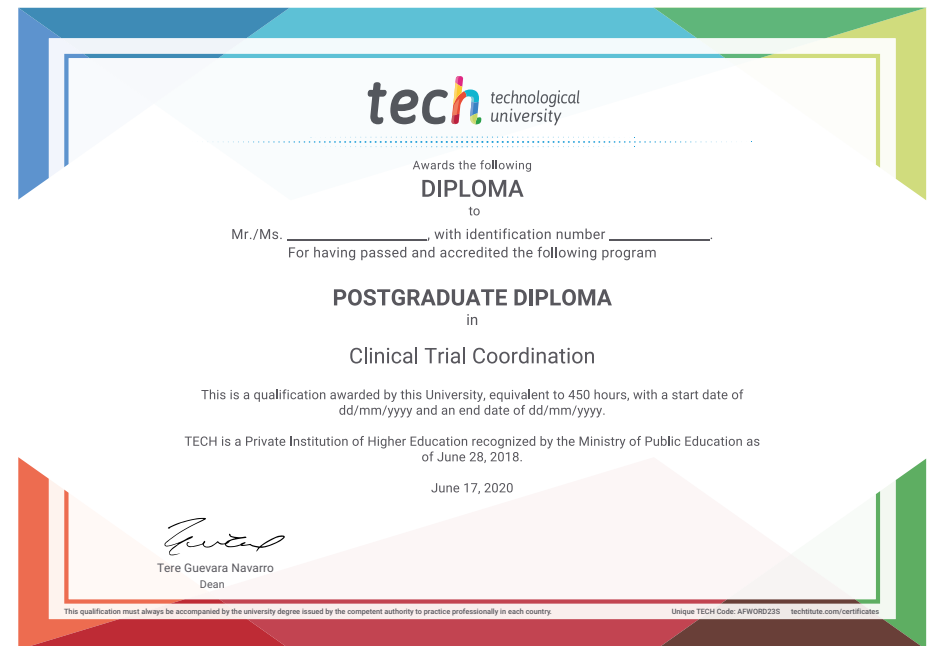 tech technological
university
Awards the following
DIPLOMA
to
Mr./Ms. ____________________, with identification number ______________.
For having passed and accredited the following program
POSTGRADUATE DIPLOMA
in
Clinical Trial Coordination
This is a qualification awarded by this University, equivalent to 450 hours, with a start date of
dd/mm/yyyy and an end date of dd/mm/yyyy.
TECH is a Private Institution of Higher Education recognized by the Ministry of Public Education as
of June 28, 2018.
June 17, 2020
Tere Guevara Navarro
Dean
This qualification must always be accompanied by the university degree issued by the competent authority to practice professionally in each country. Unique TECH Code: AFWORD23S techtitute.com/certificates